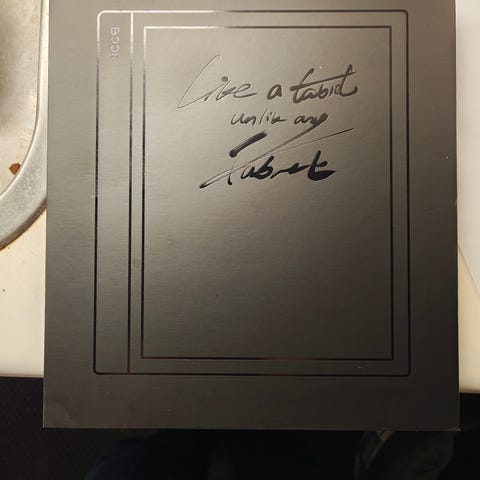 BOOX
Like a tablet
unlike any
tablet